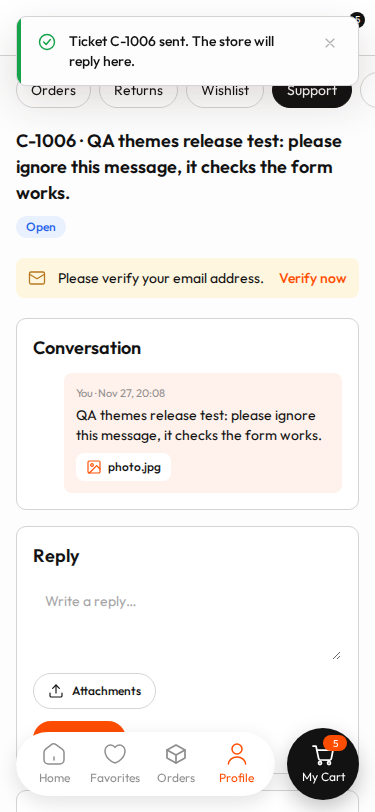 5
Ticket C-1006 sent. The store will
reply here.
Orders
Returns
Wishlist
Support
C-1006 · QA themes release test: please
ignore this message, it checks the form
works.
Open
Please verify your email address. Verify now
Conversation
You · Nov 27, 20:08
QA themes release test: please ignore
this message, it checks the form works.
photo.jpg
Reply
Write a reply...
Attachments
5
Home
Favorites
Orders
Profile
My Cart